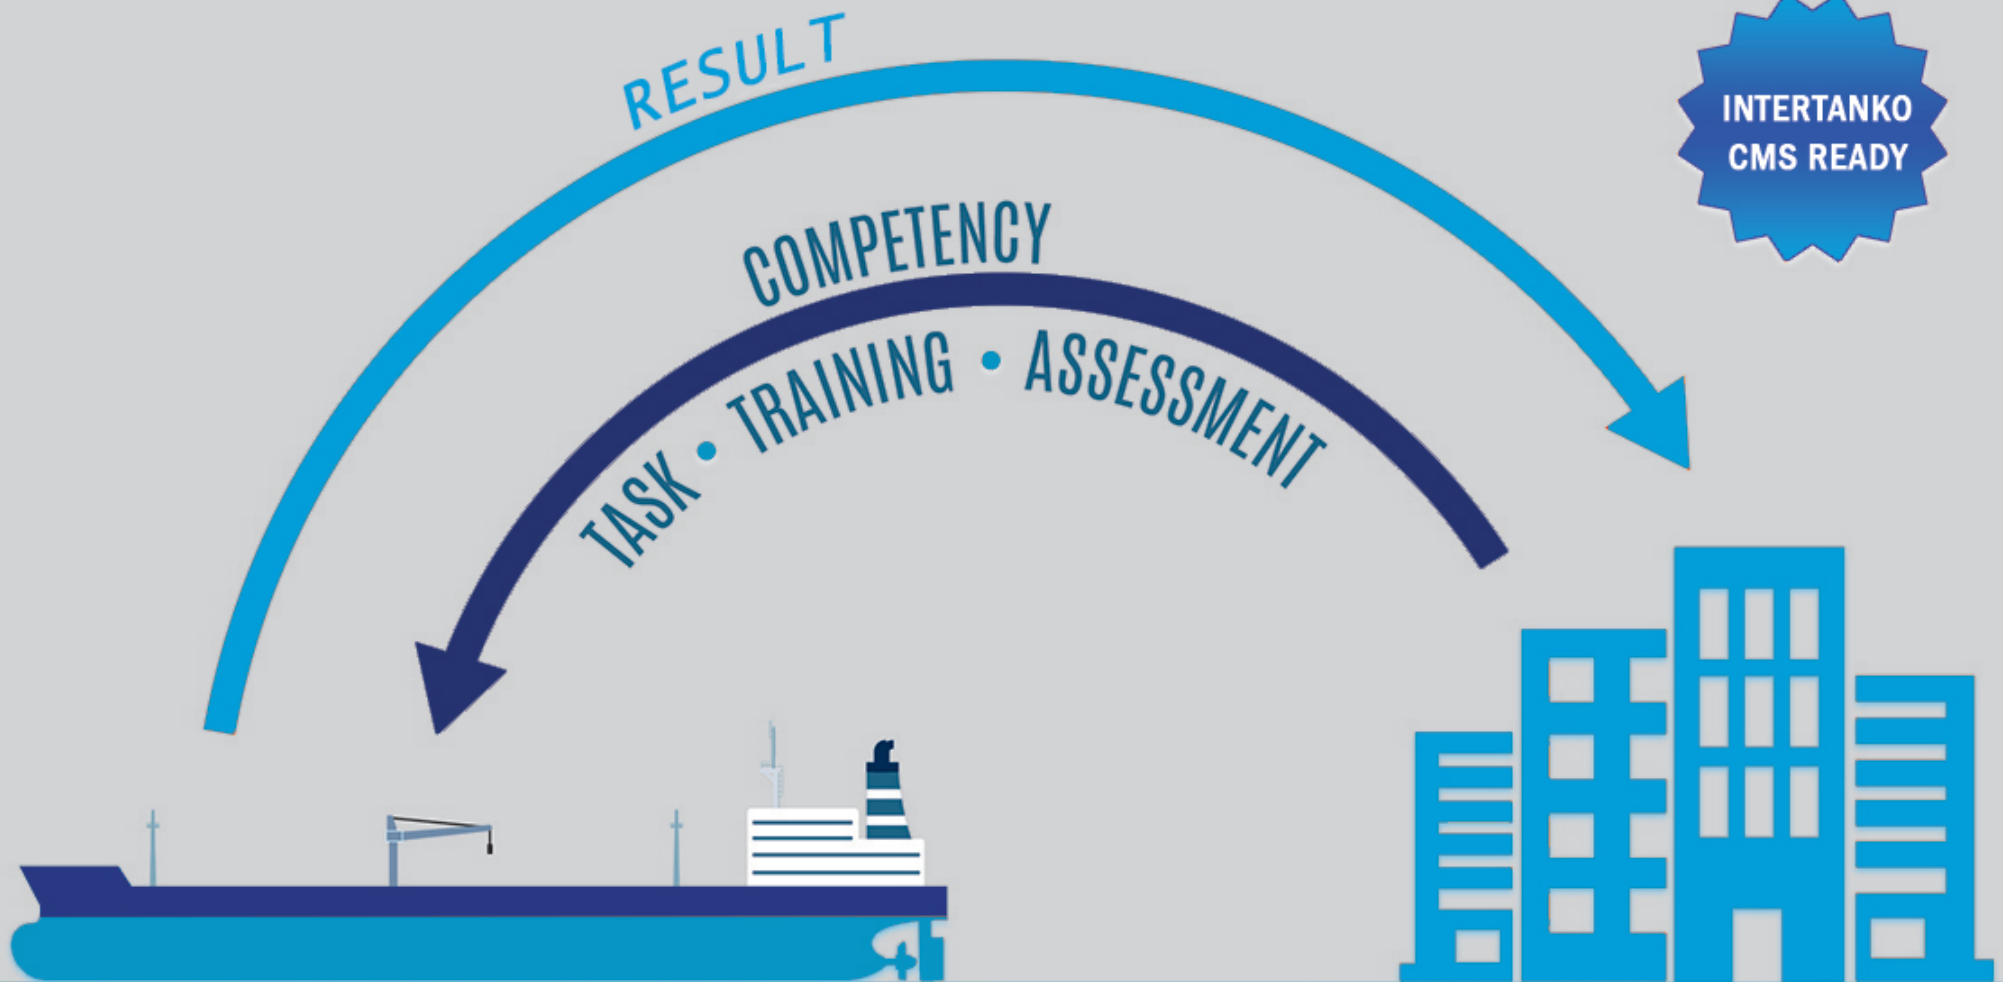 RESULT
INTERTANKO
CMS READY
COMPETENCY
TASK • TRAINING • ASSESSMENT